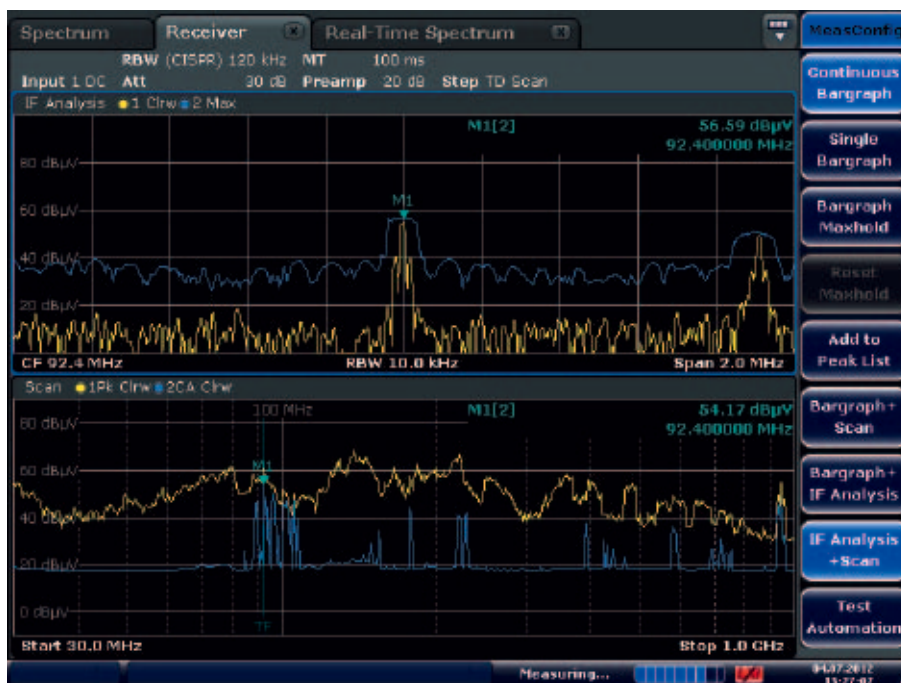 Spectrum Receiver Real-Time Spectrum MeasConfig
RBW (CISPR) 120 kHz MT 100 ms
Input 1 DC Att 30 dB Preamp 20 dB Step TD Scan
IF Analysis 1 Clrw 2 Max
M1[2] 56.59 dBµV
92.400000 MHz
80 dBµV
60 dBµV
M1
40 dBµV
20 dBµV
CF 92.4 MHz RBW 10.0 kHz Span 2.0 MHz
Scan 1Pk Clrw 2CA Clrw
100 MHz M1[2] 54.17 dBµV
80 dBµV 92.400000 MHz
60 dBµV
M1
40 dBµV
20 dBµV
0 dBµV
TF
Start 30.0 MHz Stop 1.0 GHz
Measuring...
04.07.2012
Continuous
Bargraph
Single
Bargraph
Bargraph
Maxhold
Reset
Maxhold
Add to
Peak List
Bargraph+
Scan
Bargraph+
IF Analysis
IF Analysis
+Scan
Test
Automation